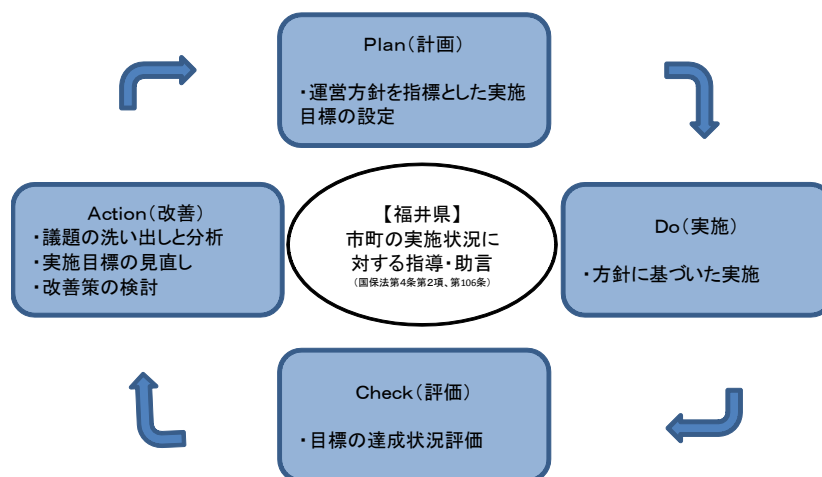 Plan(計画)
・運営方針を指標とした実施
目標の設定
Action(改善)
・議題の洗い出しと分析
・実施目標の見直し
・改善策の検討
【福井県】
市町の実施状況に
対する指導・助言
(国保法第4条第2項、第106条)
Do(実施)
・方針に基づいた実施
Check(評価)
・目標の達成状況評価